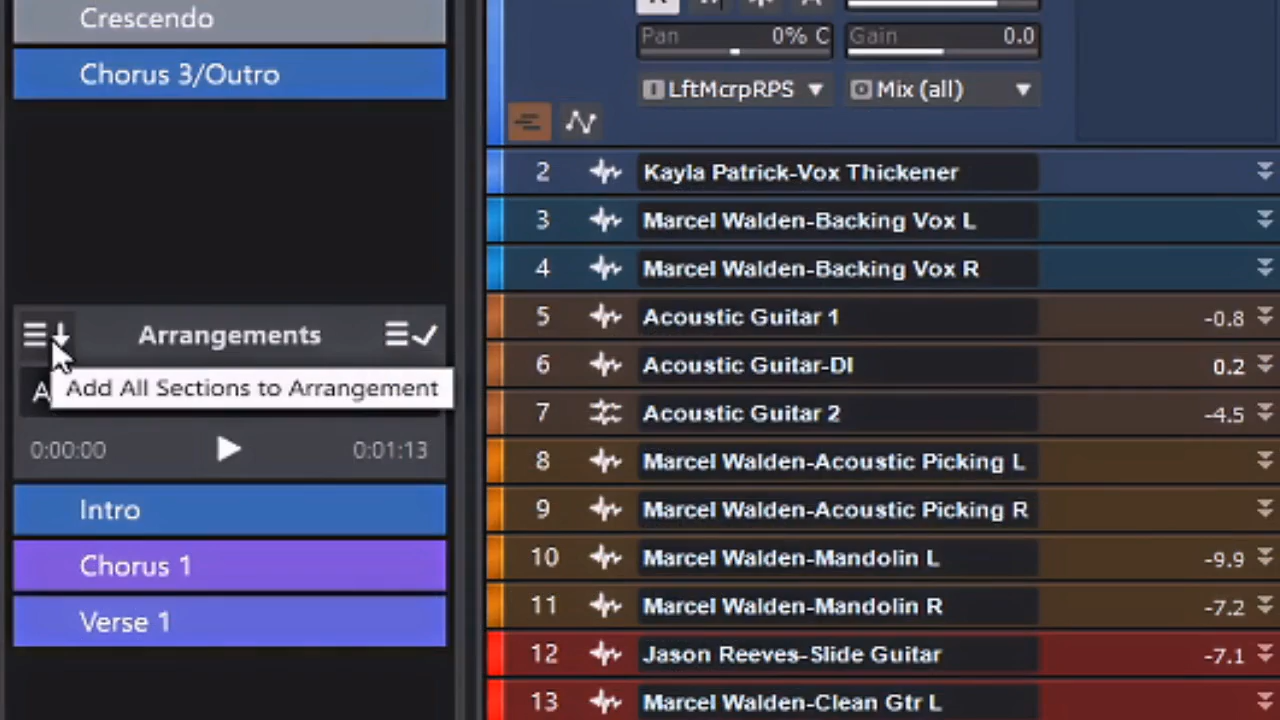 Crescendo
Chorus 3/Outro
Arrangements
Add All Sections to Arrangement
A
0:00:00
0:01:13
Intro
Chorus 1
Verse 1
Pan 0% C
Gain 0.0
LftMcrpRPS
Mix (all)
2 Kayla Patrick-Vox Thickener
3 Marcel Walden-Backing Vox L
4 Marcel Walden-Backing Vox R
5 Acoustic Guitar 1 -0.8
6 Acoustic Guitar-DI 0.2
7 Acoustic Guitar 2 -4.5
8 Marcel Walden-Acoustic Picking L
9 Marcel Walden-Acoustic Picking R
10 Marcel Walden-Mandolin L -9.9
11 Marcel Walden-Mandolin R -7.2
12 Jason Reeves-Slide Guitar -7.1
13 Marcel Walden-Clean Gtr L